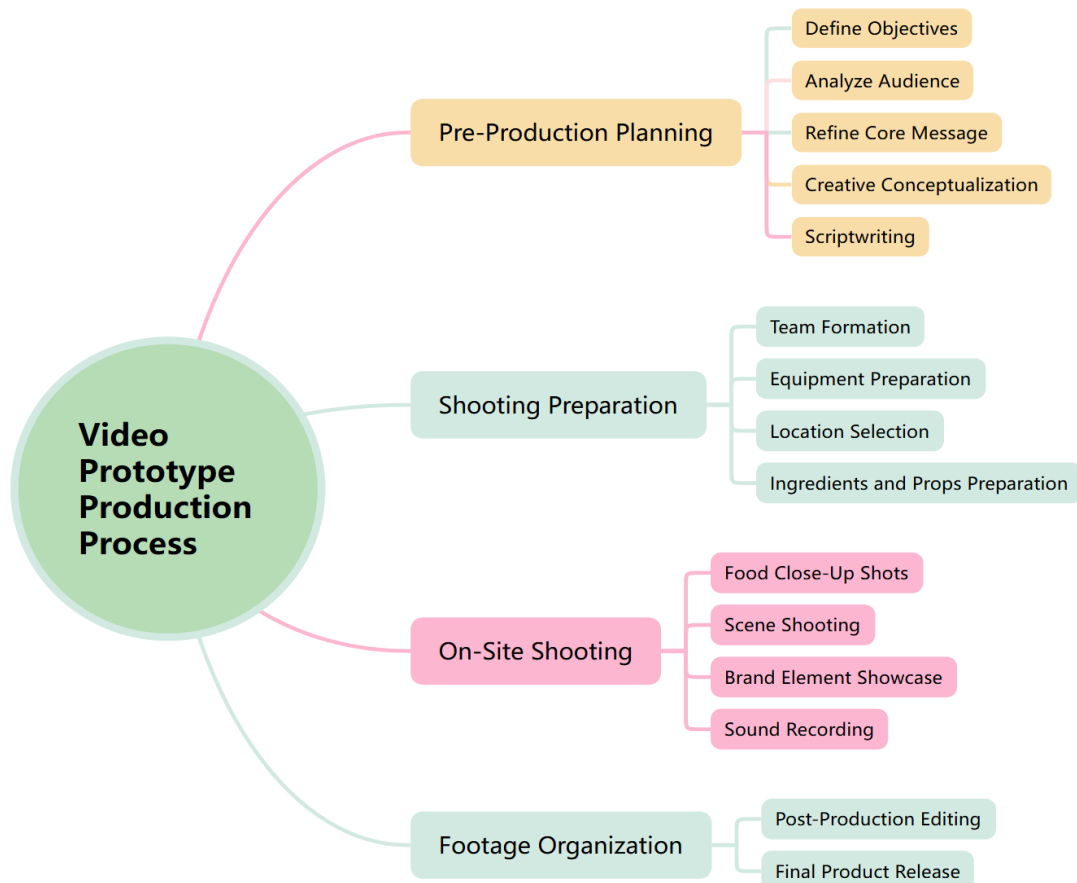 Video
Prototype
Production
Process
Pre-Production Planning
Define Objectives
Analyze Audience
Refine Core Message
Creative Conceptualization
Scriptwriting
Shooting Preparation
Team Formation
Equipment Preparation
Location Selection
Ingredients and Props Preparation
On-Site Shooting
Food Close-Up Shots
Scene Shooting
Brand Element Showcase
Sound Recording
Footage Organization
Post-Production Editing
Final Product Release